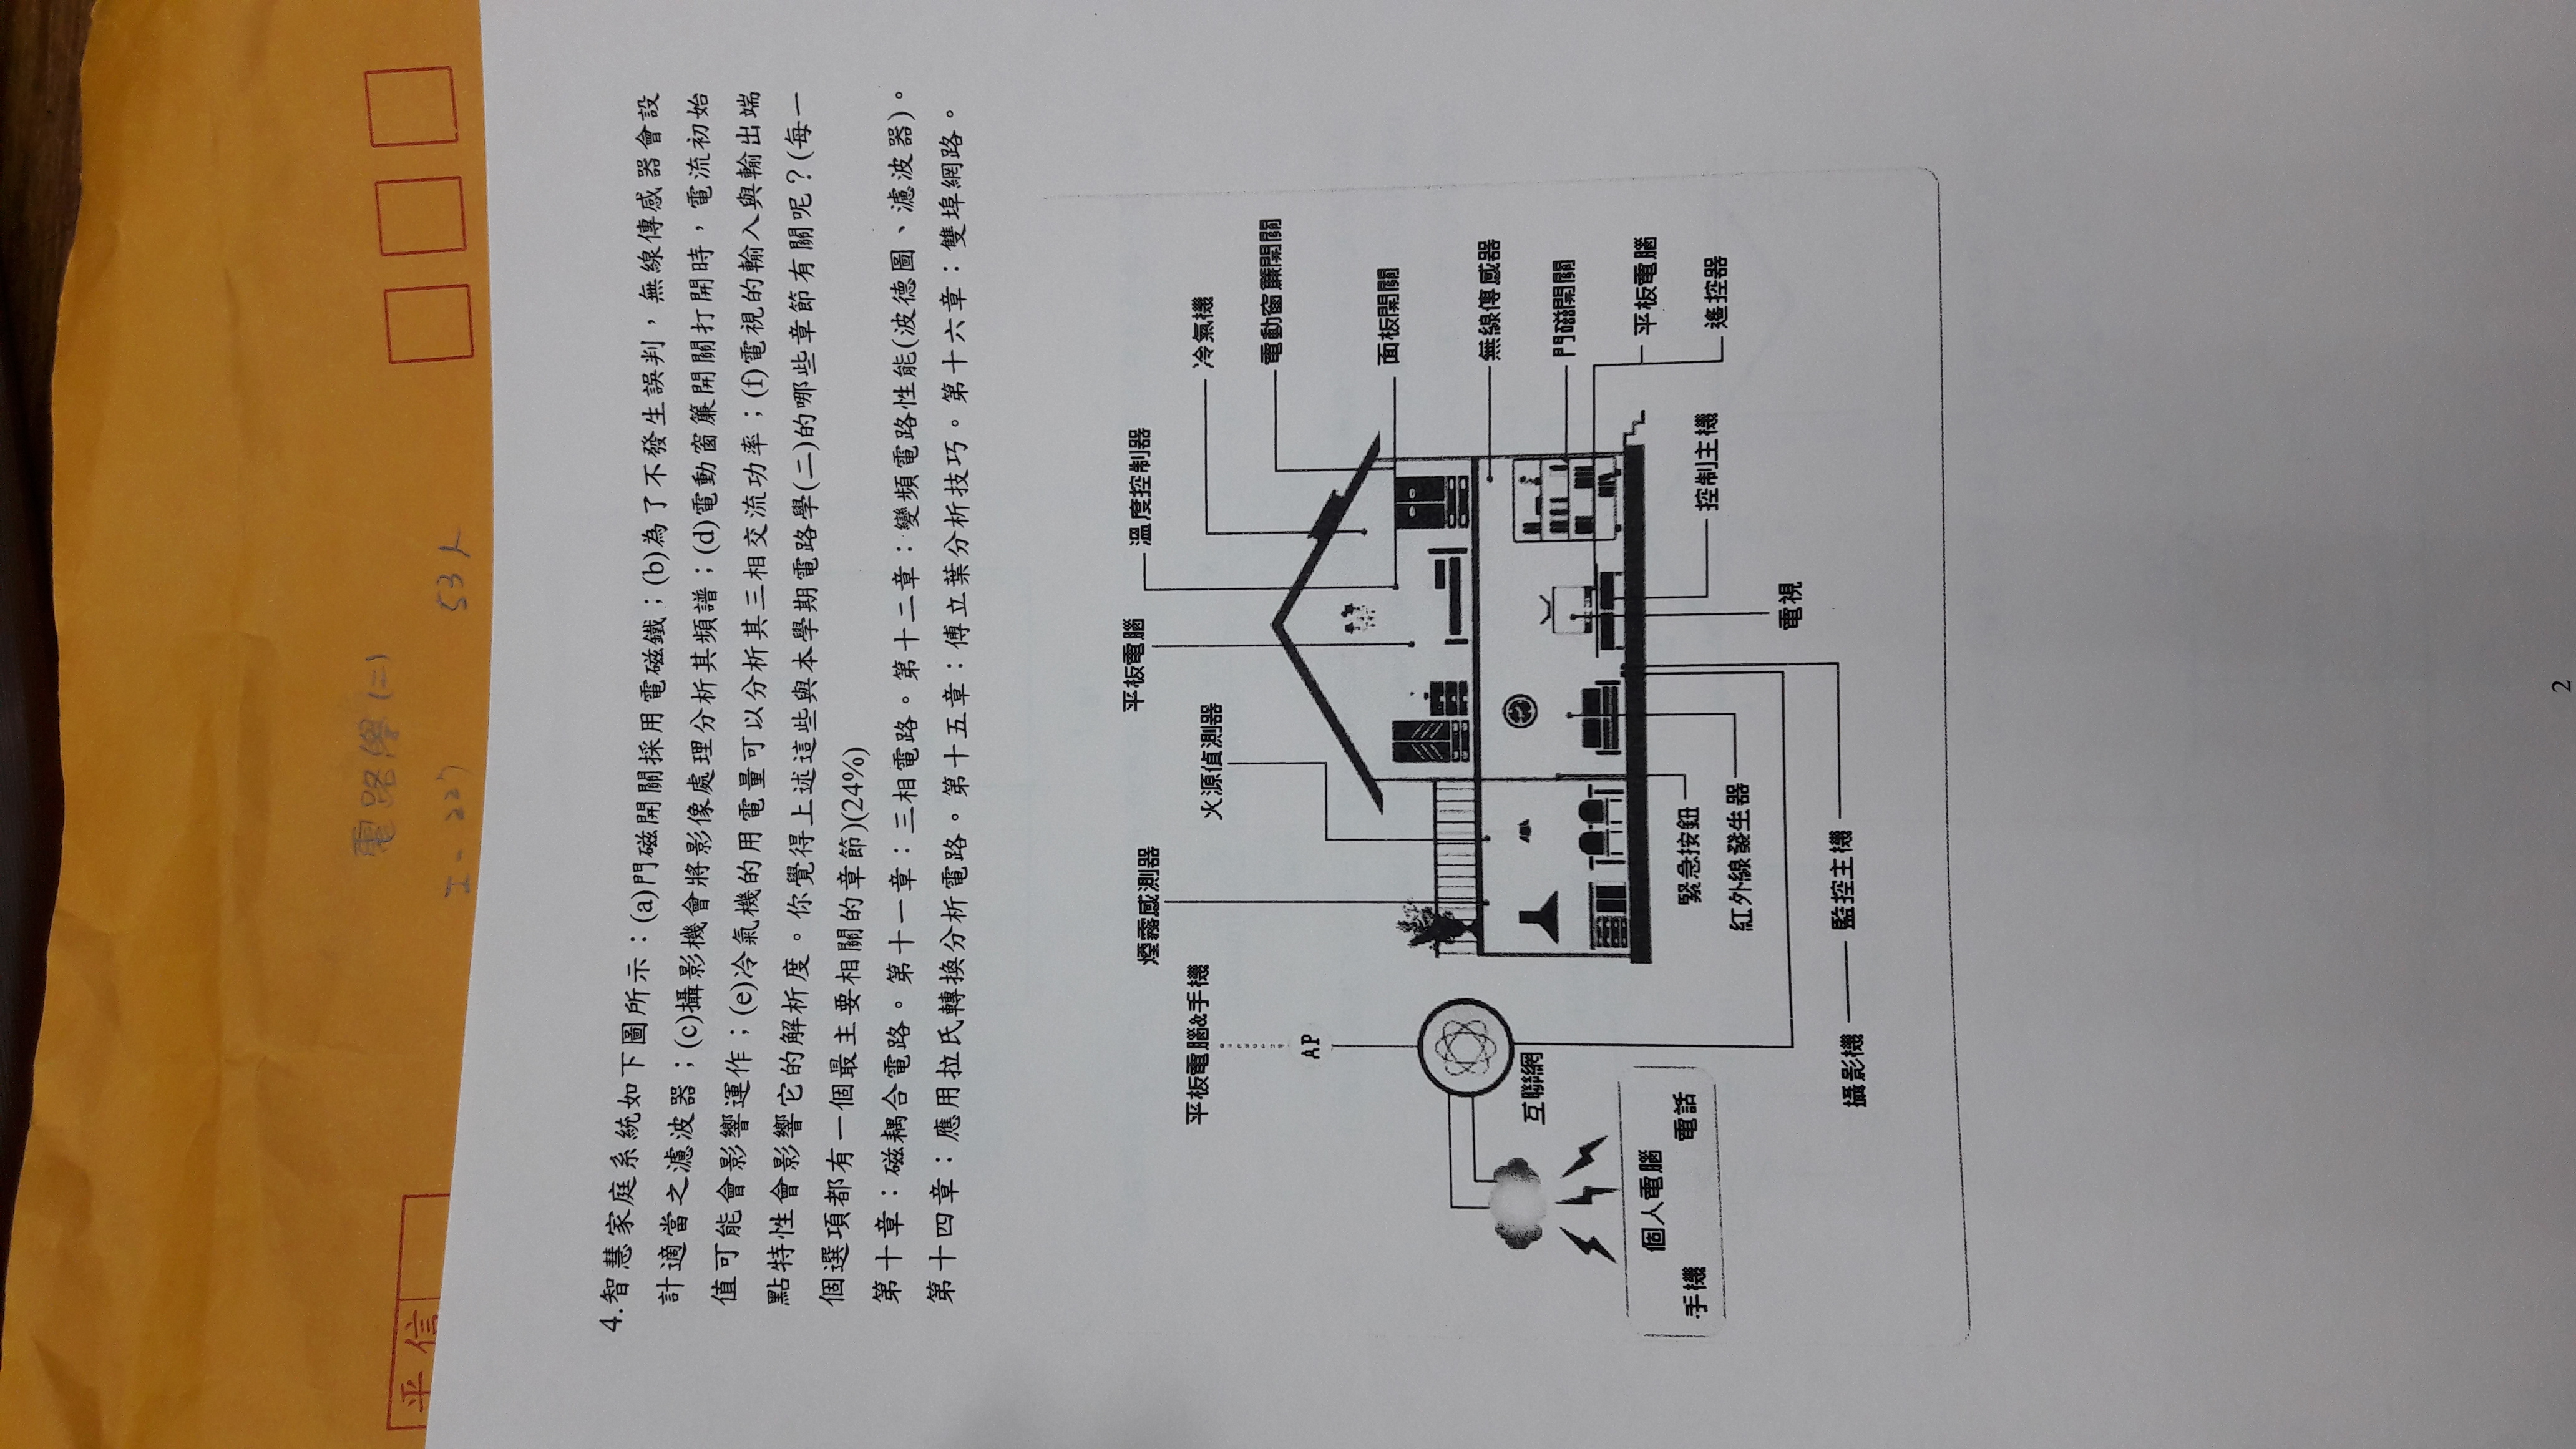 電路學(二)
平信
53人
4.智慧家庭系統如下圖所示：(a)門磁開關採用電磁鐵；(b)為了不發生誤判，無線傳感器會設
計適當之濾波器；(c)攝影機會將影像處理分析其頻譜；(d)電動窗簾開關打開時，電流初始
值可能會影響運作；(e)冷氣機的用電量可以分析其三相交流功率；(f)電視的輸入與輸出端
點特性會影響它的解析度。你覺得上述這些與本學期電路學(二)的哪些章節有關呢？(每一
個選項都有一個最主要相關的章節)(24%)
第十章：磁耦合電路。第十一章：三相電路。第十二章：變頻電路性能(波德圖、濾波器)。
第十四章：應用拉氏轉換分析電路。第十五章：傅立葉分析技巧。第十六章：雙埠網路。
平板電腦
溫度控制器
煙霧感測器
平板電腦&手機
火源偵測器
冷氣機
電動窗簾開關
AP
面板開關
無線傳感器
互聯網
門磁開關
個人電腦
手機
電話
平板電腦
緊急按鈕
控制主機
遙控器
紅外線發生器
電視
攝影機
監控主機
2